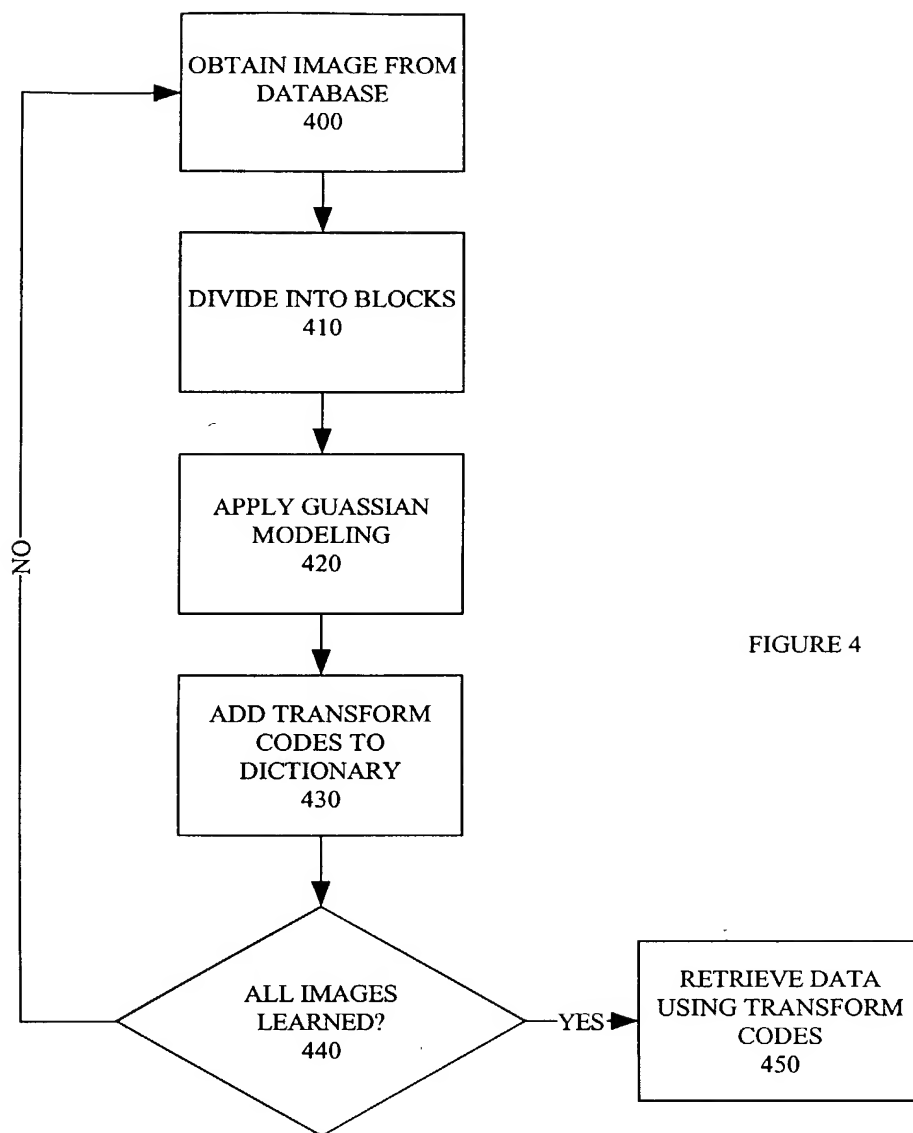 OBTAIN IMAGE FROM
DATABASE
400
DIVIDE INTO BLOCKS
410
APPLY GUASSIAN
MODELING
420
NO
FIGURE 4
ADD TRANSFORM
CODES TO
DICTIONARY
430
ALL IMAGES
LEARNED?
440
YES
RETRIEVE DATA
USING TRANSFORM
CODES
450